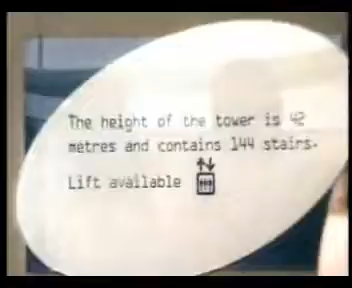 The height of the tower is 42
metres and contains 144 stairs.
Lift available